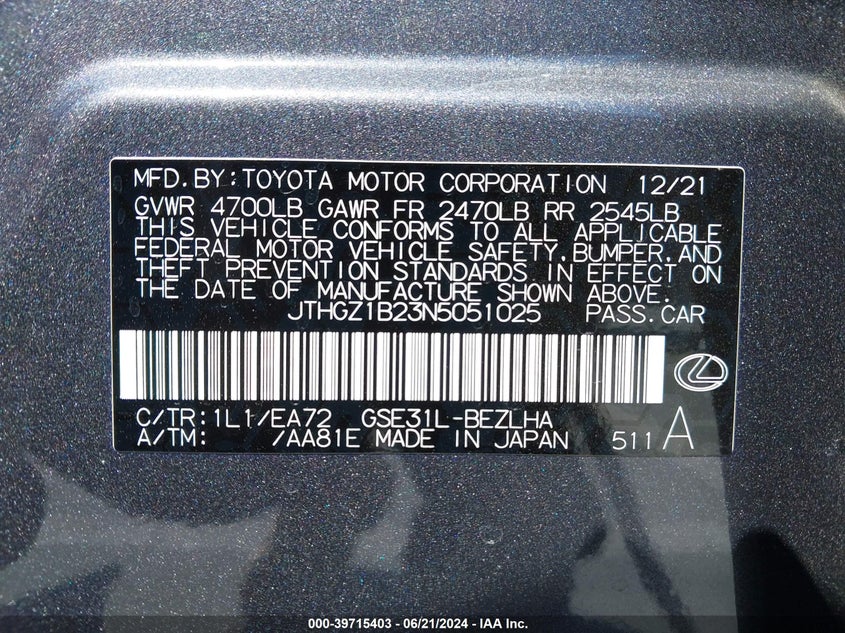 MFD.BY:TOYOTA MOTOR CORPORATION 12/21
GVWR 4700LB GAWR FR 2470LB RR 2545LB
THIS VEHICLE CONFORMS TO ALL APPLICABLE
FEDERAL MOTOR VEHICLE SAFETY,BUMPER,AND
THEFT PREVENTION STANDARDS IN EFFECT ON
THE DATE OF MANUFACTURE SHOWN ABOVE.
JTHGZ1B23N5051025 PASS.CAR
C/TR:1L1/EA72 GSE31L-BEZLHA
A/TM: /AA81E MADE IN JAPAN 511 A
000-39715403 - 06/21/2024 - IAA Inc.